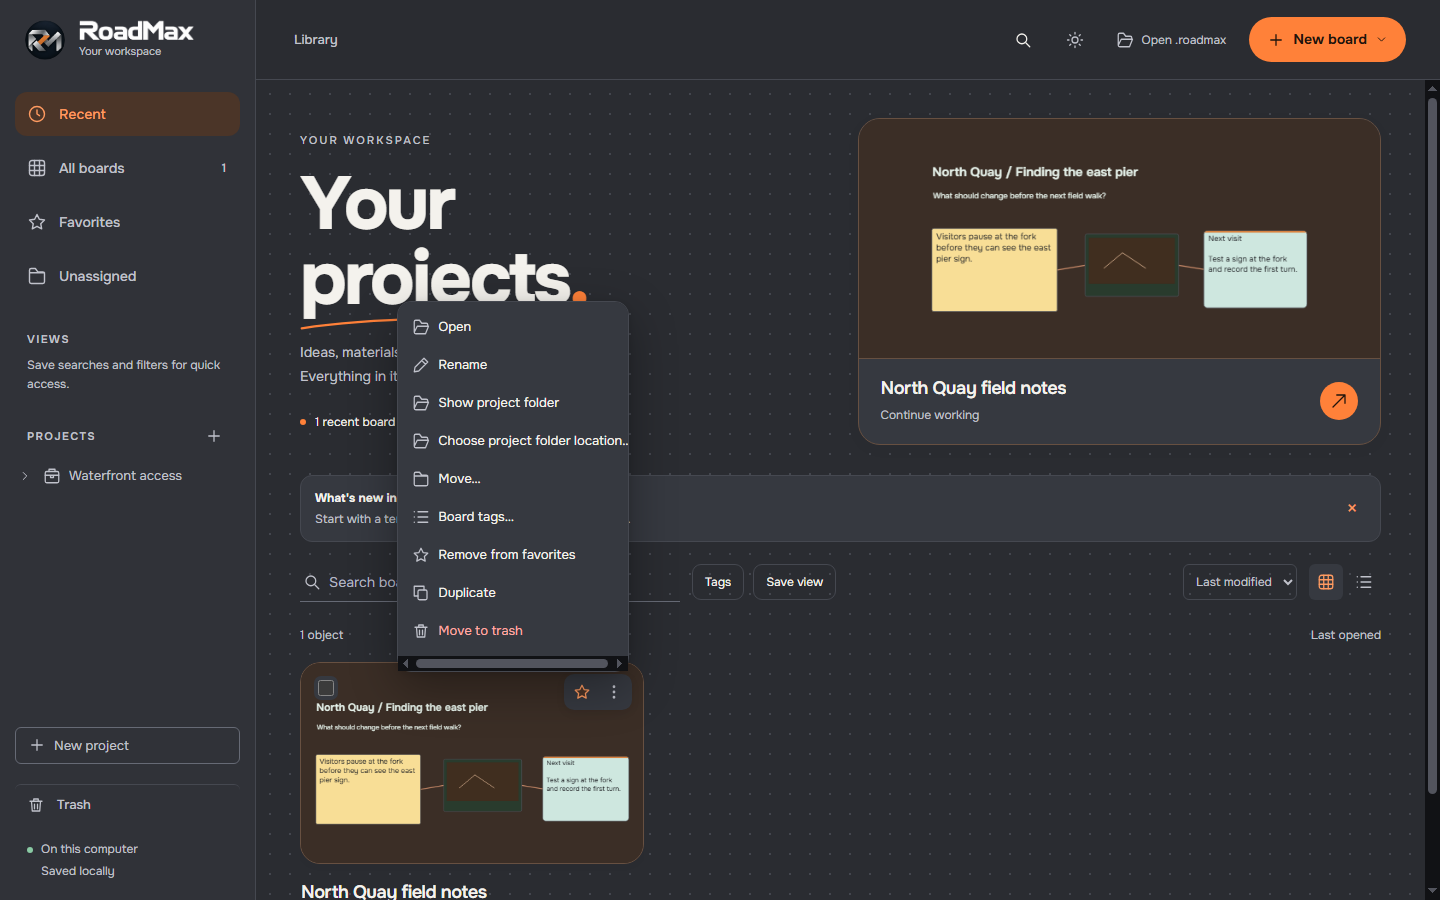 RoadMax
Your workspace
Library
Open .roadmax
New board
Recent
All boards
1
Favorites
Unassigned
VIEWS
Save searches and filters for quick
access.
PROJECTS
Waterfront access
New project
Trash
On this computer
Saved locally
YOUR WORKSPACE
Your
projects.
Ideas, materials
Everything in it
1 recent board
North Quay / Finding the east pier
What should change before the next field walk?
Visitors pause at the fork
before they can see the east
pier sign.
Next visit
Test a sign at the fork
and record the first turn.
North Quay field notes
Continue working
Open
Rename
Show project folder
Choose project folder location..
Move...
Board tags...
Remove from favorites
Duplicate
Move to trash
What's new in
Start with a te
Search boa
Tags
Save view
Last modified
1 object
Last opened
North Quay / Finding the east pier
What should change before the next field walk?
Visitors pause at the fork
before they can see the east
pier sign.
Next visit
Test a sign at the fork
and record the first turn.
North Quay field notes